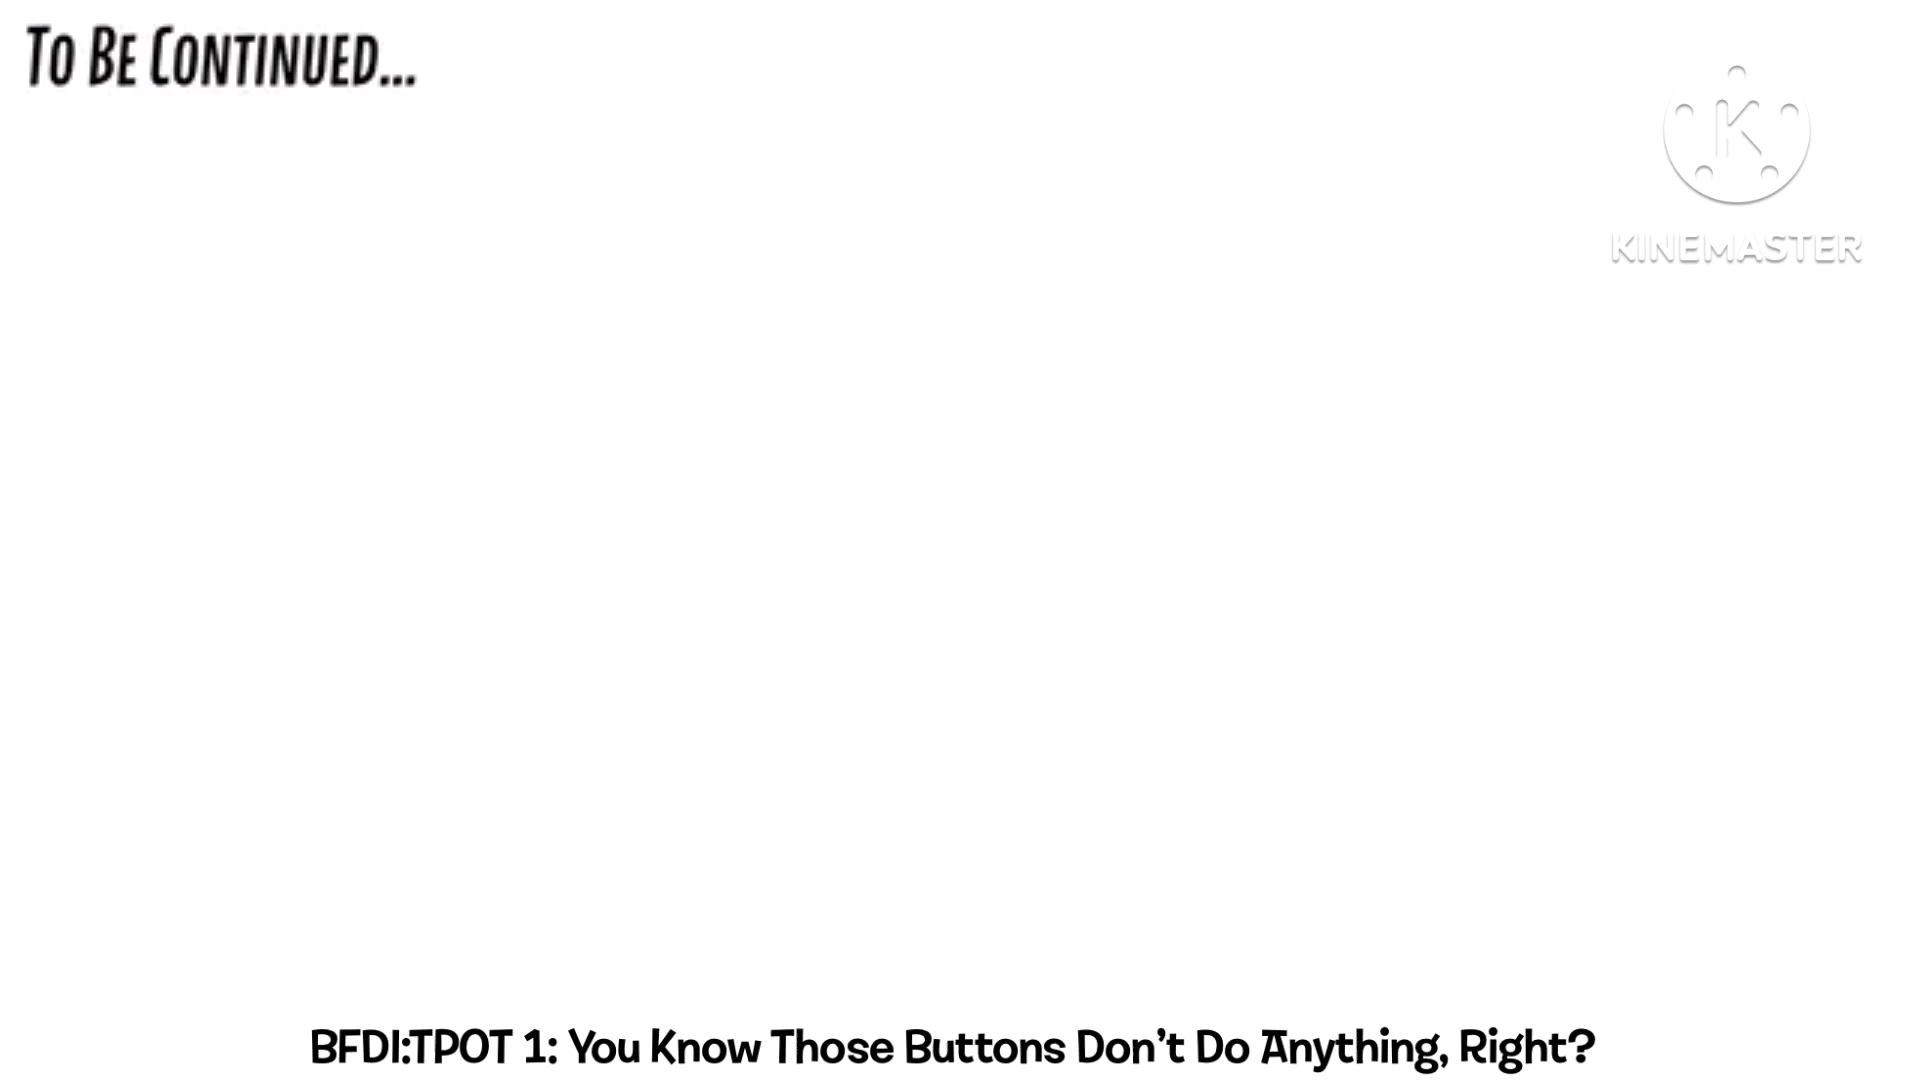 To Be Continued...
K
KINEMASTER
BFDI:TPOT 1: You Know Those Buttons Don't Do Anything, Right?